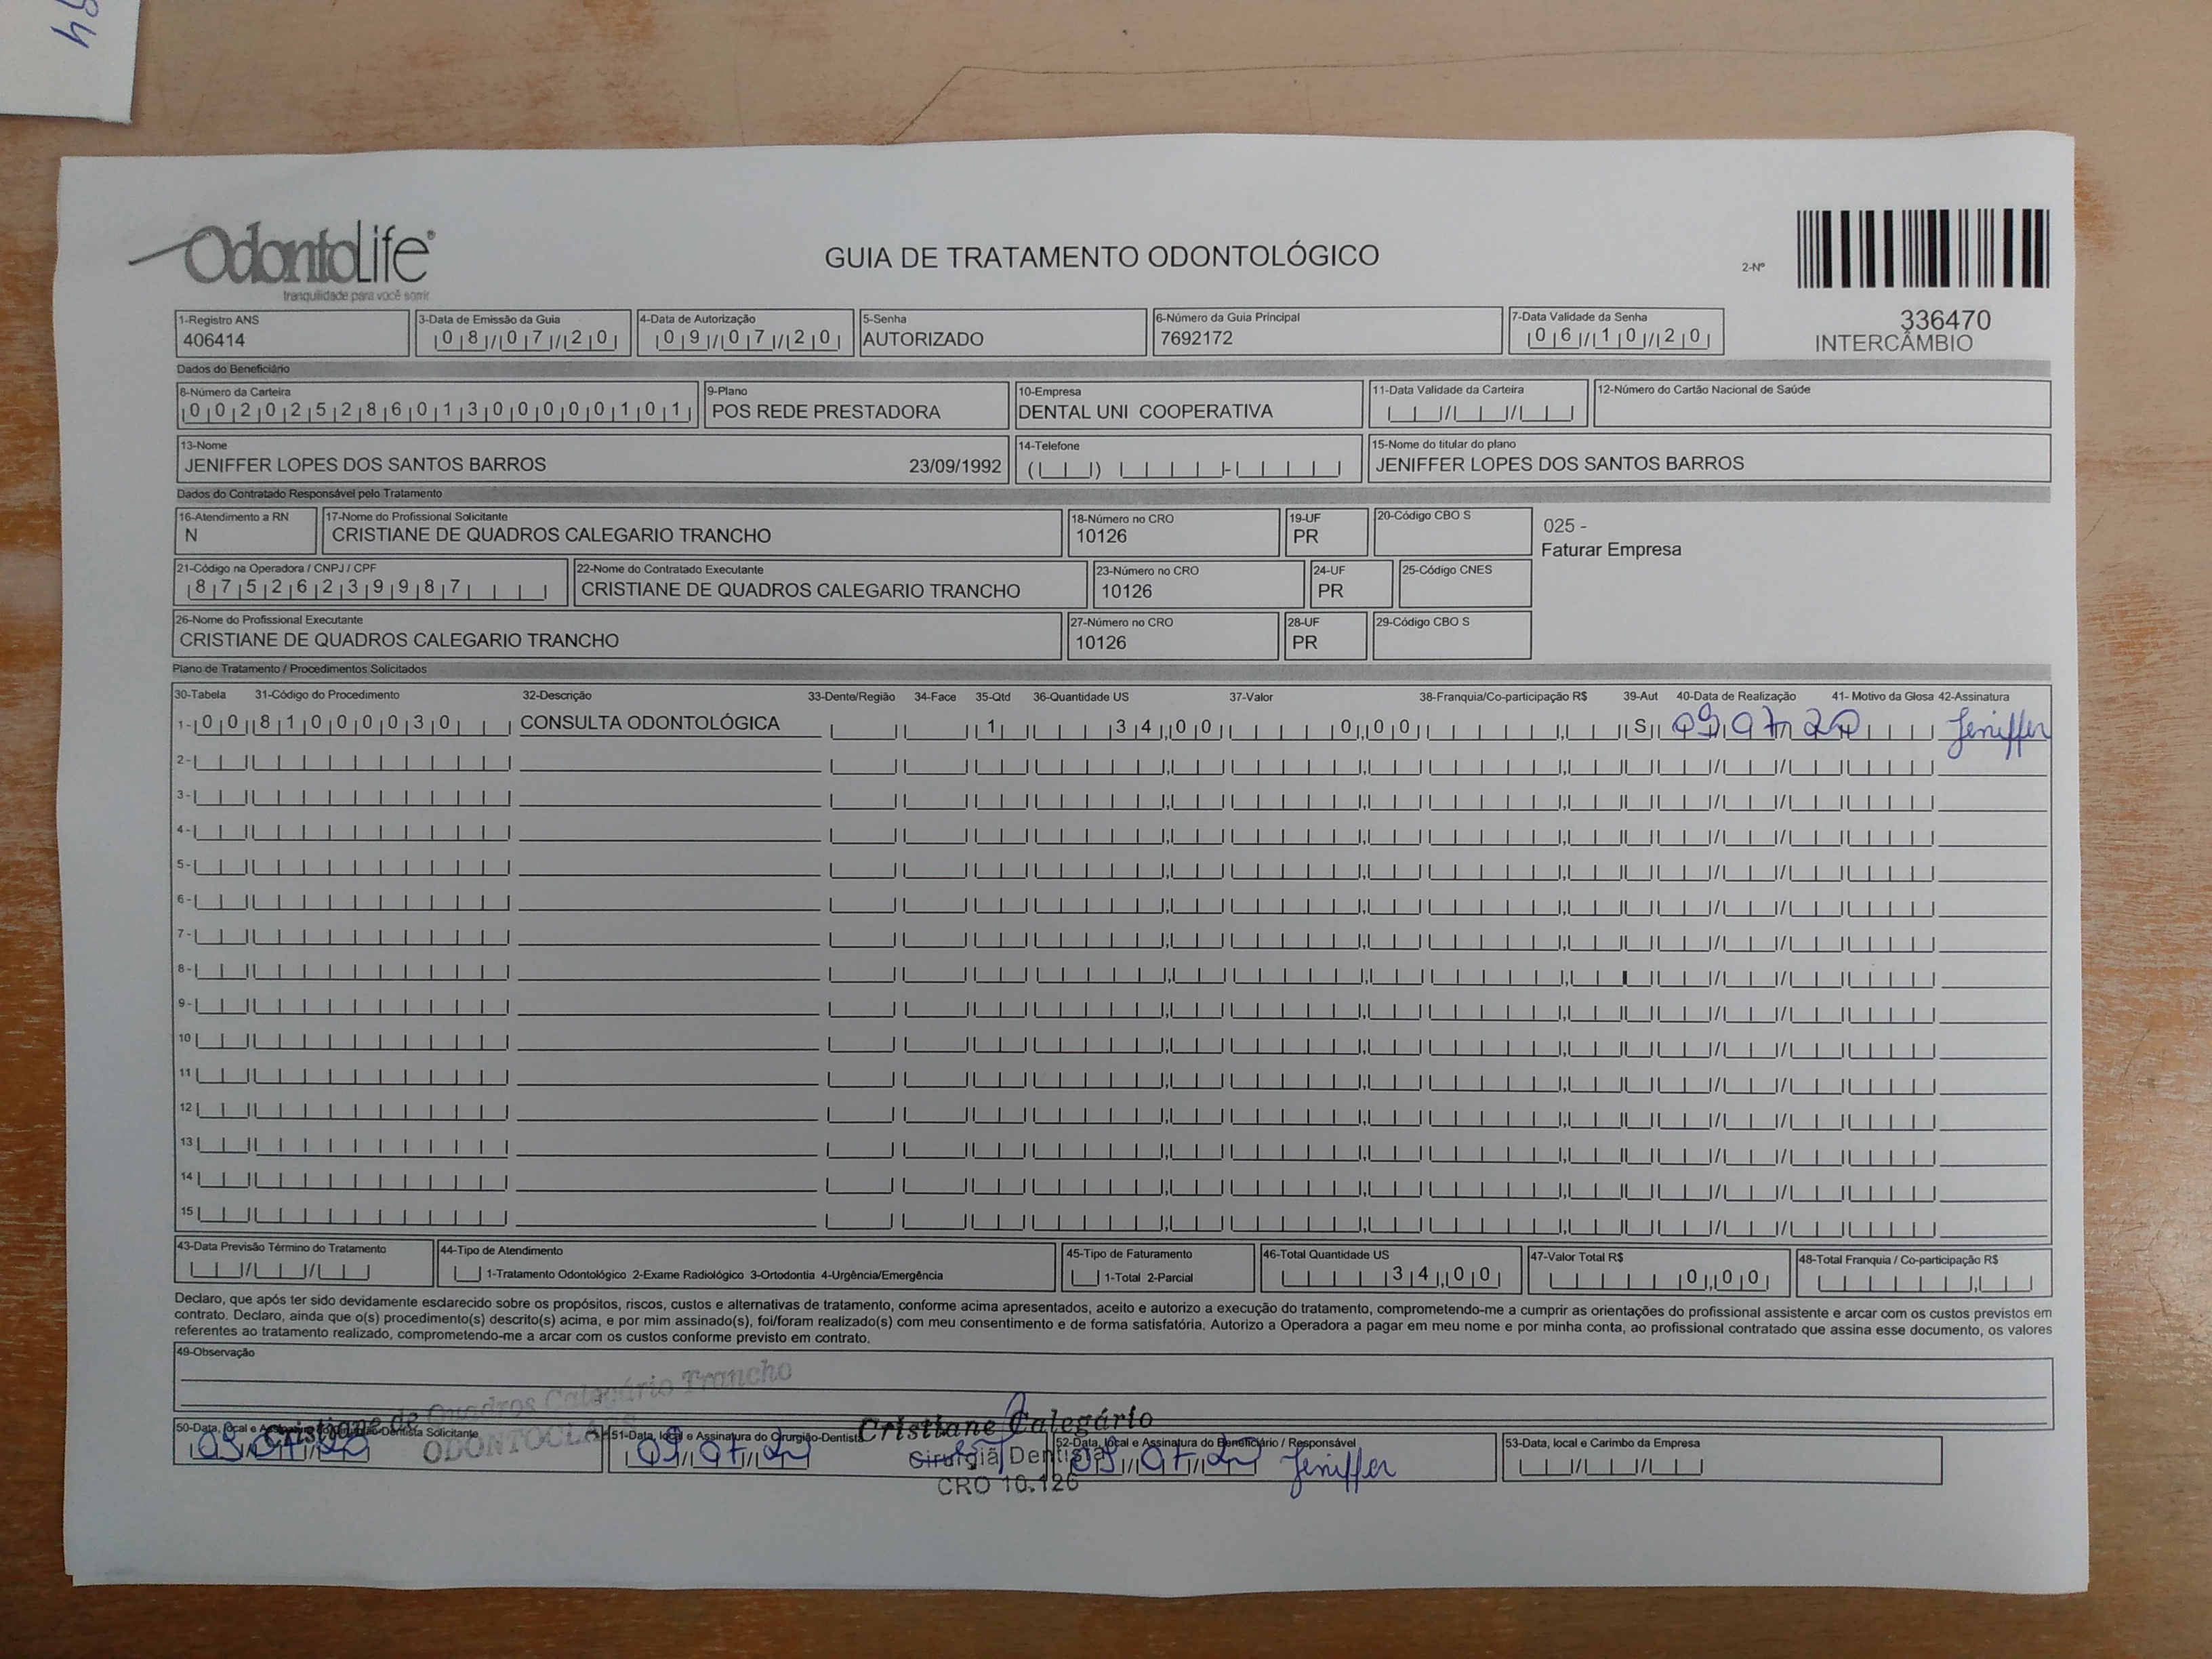 84
OdontoLife®
tranquilidade para você sorrir
GUIA DE TRATAMENTO ODONTOLÓGICO
2-Nº
336470
INTERCÂMBIO
1-Registro ANS
406414
3-Data de Emissão da Guia
08/07/20
4-Data de Autorização
09/07/20
5-Senha
AUTORIZADO
6-Número da Guia Principal
7692172
7-Data Validade da Senha
06/10/20
Dados do Beneficiário
8-Número da Carteira
00202528601300000101
9-Plano
POS REDE PRESTADORA
10-Empresa
DENTAL UNI COOPERATIVA
11-Data Validade da Carteira
12-Número do Cartão Nacional de Saúde
13-Nome
JENIFFER LOPES DOS SANTOS BARROS 23/09/1992
14-Telefone
15-Nome do titular do plano
JENIFFER LOPES DOS SANTOS BARROS
Dados do Contratado Responsável pelo Tratamento
16-Atendimento a RN
N
17-Nome do Profissional Solicitante
CRISTIANE DE QUADROS CALEGARIO TRANCHO
18-Número no CRO
10126
19-UF
PR
20-Código CBO S
025 -
Faturar Empresa
21-Código na Operadora / CNPJ / CPF
87526239987
22-Nome do Contratado Executante
CRISTIANE DE QUADROS CALEGARIO TRANCHO
23-Número no CRO
10126
24-UF
PR
25-Código CNES
26-Nome do Profissional Executante
CRISTIANE DE QUADROS CALEGARIO TRANCHO
27-Número no CRO
10126
28-UF
PR
29-Código CBO S
Plano de Tratamento / Procedimentos Solicitados
30-Tabela 31-Código do Procedimento 32-Descrição 33-Dente/Região 34-Face 35-Qtd 36-Quantidade US 37-Valor 38-Franquia/Co-participação R$ 39-Aut 40-Data de Realização 41- Motivo da Glosa 42-Assinatura
1- 00 81000030 CONSULTA ODONTOLÓGICA 1 34,00 0,00 S 09 07 20 Jeniffer
2-
3-
4-
5-
6-
7-
8-
9-
10
11
12
13
14
15
43-Data Previsão Término do Tratamento
44-Tipo de Atendimento
1-Tratamento Odontológico 2-Exame Radiológico 3-Ortodontia 4-Urgência/Emergência
45-Tipo de Faturamento
1-Total 2-Parcial
46-Total Quantidade US
34,00
47-Valor Total R$
0,00
48-Total Franquia / Co-participação R$
Declaro, que após ter sido devidamente esclarecido sobre os propósitos, riscos, custos e alternativas de tratamento, conforme acima apresentados, aceito e autorizo a execução do tratamento, comprometendo-me a cumprir as orientações do profissional assistente e arcar com os custos previstos em
contrato. Declaro, ainda que o(s) procedimento(s) descrito(s) acima, e por mim assinado(s), foi/foram realizado(s) com meu consentimento e de forma satisfatória. Autorizo a Operadora a pagar em meu nome e por minha conta, ao profissional contratado que assina esse documento, os valores
referentes ao tratamento realizado, comprometendo-me a arcar com os custos conforme previsto em contrato.
49-Observação
Cristiane de Quadros Calegário Trancho
50-Data, local e Assinatura do Cirurgião-Dentista Solicitante
09/07/20
51-Data, local e Assinatura do Cirurgião-Dentista
09/07/20
Cristiane Calegário
Cirurgiã Dentista
CRO 10.126
52-Data, local e Assinatura do Beneficiário / Responsável
09/07/20 Jeniffer
53-Data, local e Carimbo da Empresa